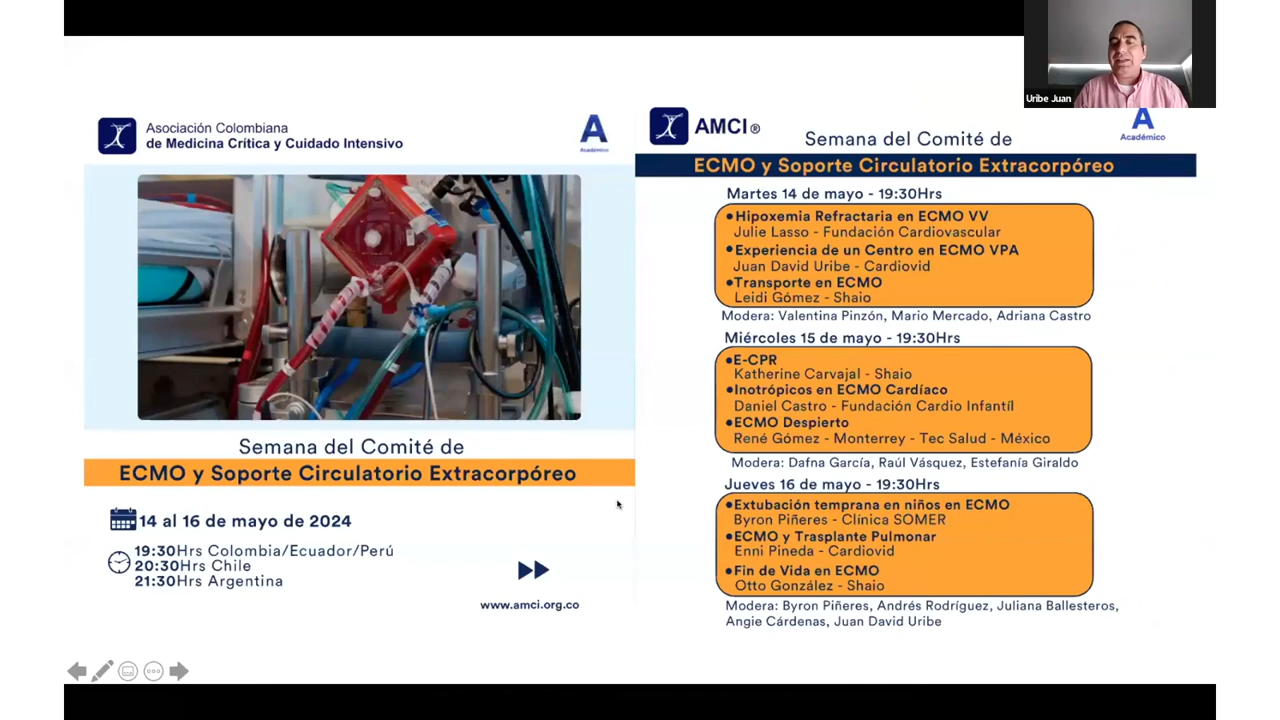 Uribe Juan
Asociación Colombiana
de Medicina Crítica y Cuidado Intensivo
A
Académico
Semana del Comité de
ECMO y Soporte Circulatorio Extracorpóreo
14 al 16 de mayo de 2024
19:30Hrs Colombia/Ecuador/Perú
20:30Hrs Chile
21:30Hrs Argentina
www.amci.org.co
AMCI®
A
Académico
Semana del Comité de
ECMO y Soporte Circulatorio Extracorpóreo
Martes 14 de mayo - 19:30Hrs
•Hipoxemia Refractaria en ECMO VV
Julie Lasso - Fundación Cardiovascular
•Experiencia de un Centro en ECMO VPA
Juan David Uribe - Cardiovid
•Transporte en ECMO
Leidi Gómez - Shaio
Modera: Valentina Pinzón, Mario Mercado, Adriana Castro
Miércoles 15 de mayo - 19:30Hrs
•E-CPR
Katherine Carvajal - Shaio
•Inotrópicos en ECMO Cardíaco
Daniel Castro - Fundación Cardio Infantíl
•ECMO Despierto
René Gómez - Monterrey - Tec Salud - México
Modera: Dafna García, Raúl Vásquez, Estefanía Giraldo
Jueves 16 de mayo - 19:30Hrs
•Extubación temprana en niños en ECMO
Byron Piñeres - Clínica SOMER
•ECMO y Trasplante Pulmonar
Enni Pineda - Cardiovid
•Fin de Vida en ECMO
Otto González - Shaio
Modera: Byron Piñeres, Andrés Rodríguez, Juliana Ballesteros,
Angie Cárdenas, Juan David Uribe